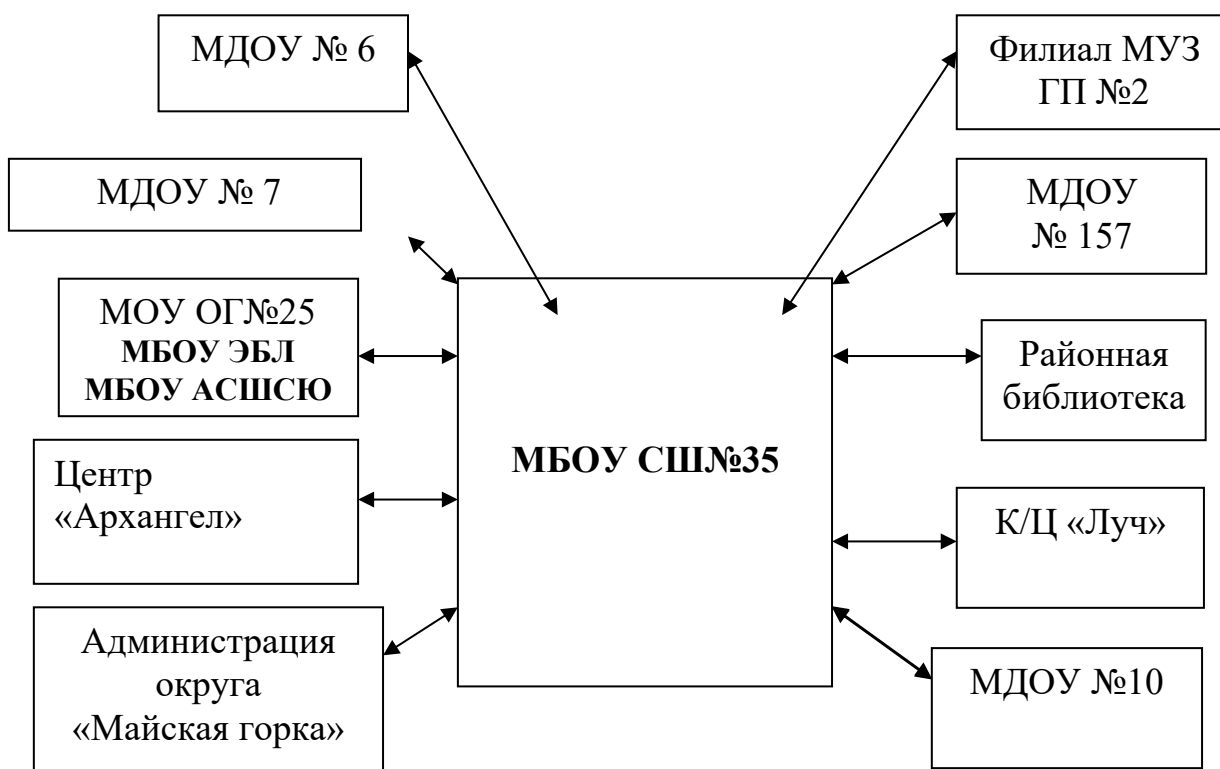 МДОУ № 6
Филиал МУЗ
ГП №2
МДОУ № 7
МДОУ
№ 157
МОУ ОГ№25
МБОУ ЭБЛ
МБОУ АСШСЮ
Районная
библиотека
МБОУ СШ№35
Центр
«Архангел»
К/Ц «Луч»
Администрация
округа
«Майская горка»
МДОУ №10